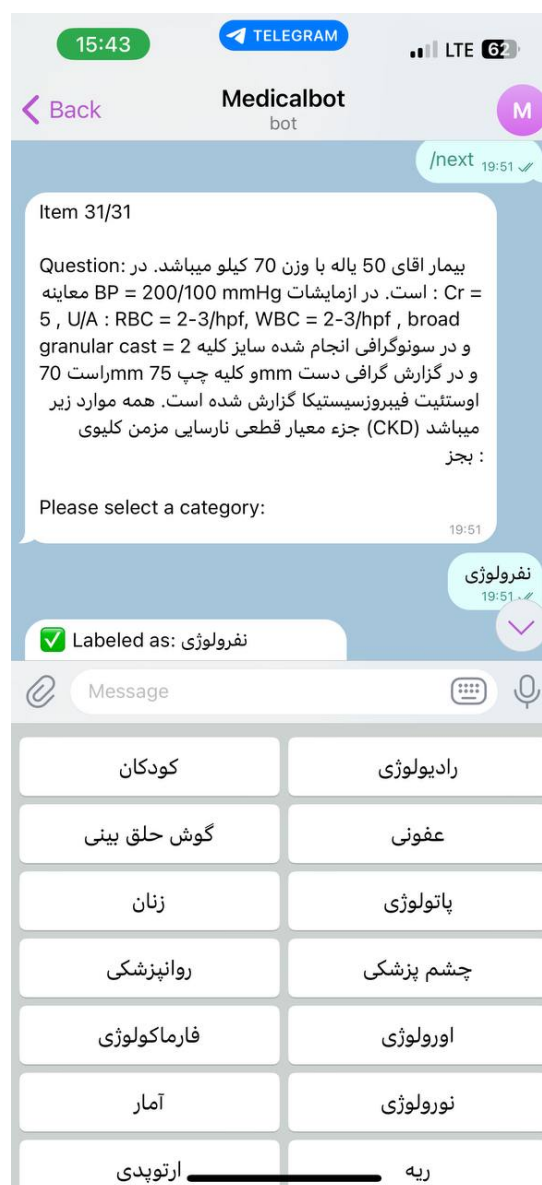 15:43
TELEGRAM
LTE 62
Back
Medicalbot
M
bot
/next 19:51
Item 31/31
Question: بیمار اقای 50 یاله با وزن 70 کیلو میباشد. در
معاینه BP = 200/100 mmHg است. در ازمایشات : Cr =
5 , U/A : RBC = 2-3/hpf, WBC = 2-3/hpf , broad
granular cast = 2 و در سونوگرافی انجام شده سایز کلیه
راست 70mm و کلیه چپ 75mm و در گزارش گرافی دست
اوستئیت فیبروزسیستیکا گزارش شده است. همه موارد زیر
جزء معیار قطعی نارسایی مزمن کلیوی (CKD) میباشد
بجز :
Please select a category:
19:51
نفرولوژی
19:51
✅ Labeled as: نفرولوژی
Message
کودکان
رادیولوژی
گوش حلق بینی
عفونی
زنان
پاتولوژی
روانپزشکی
چشم پزشکی
فارماکولوژی
اورولوژی
آمار
نورولوژی
ارتوپدی
ریه